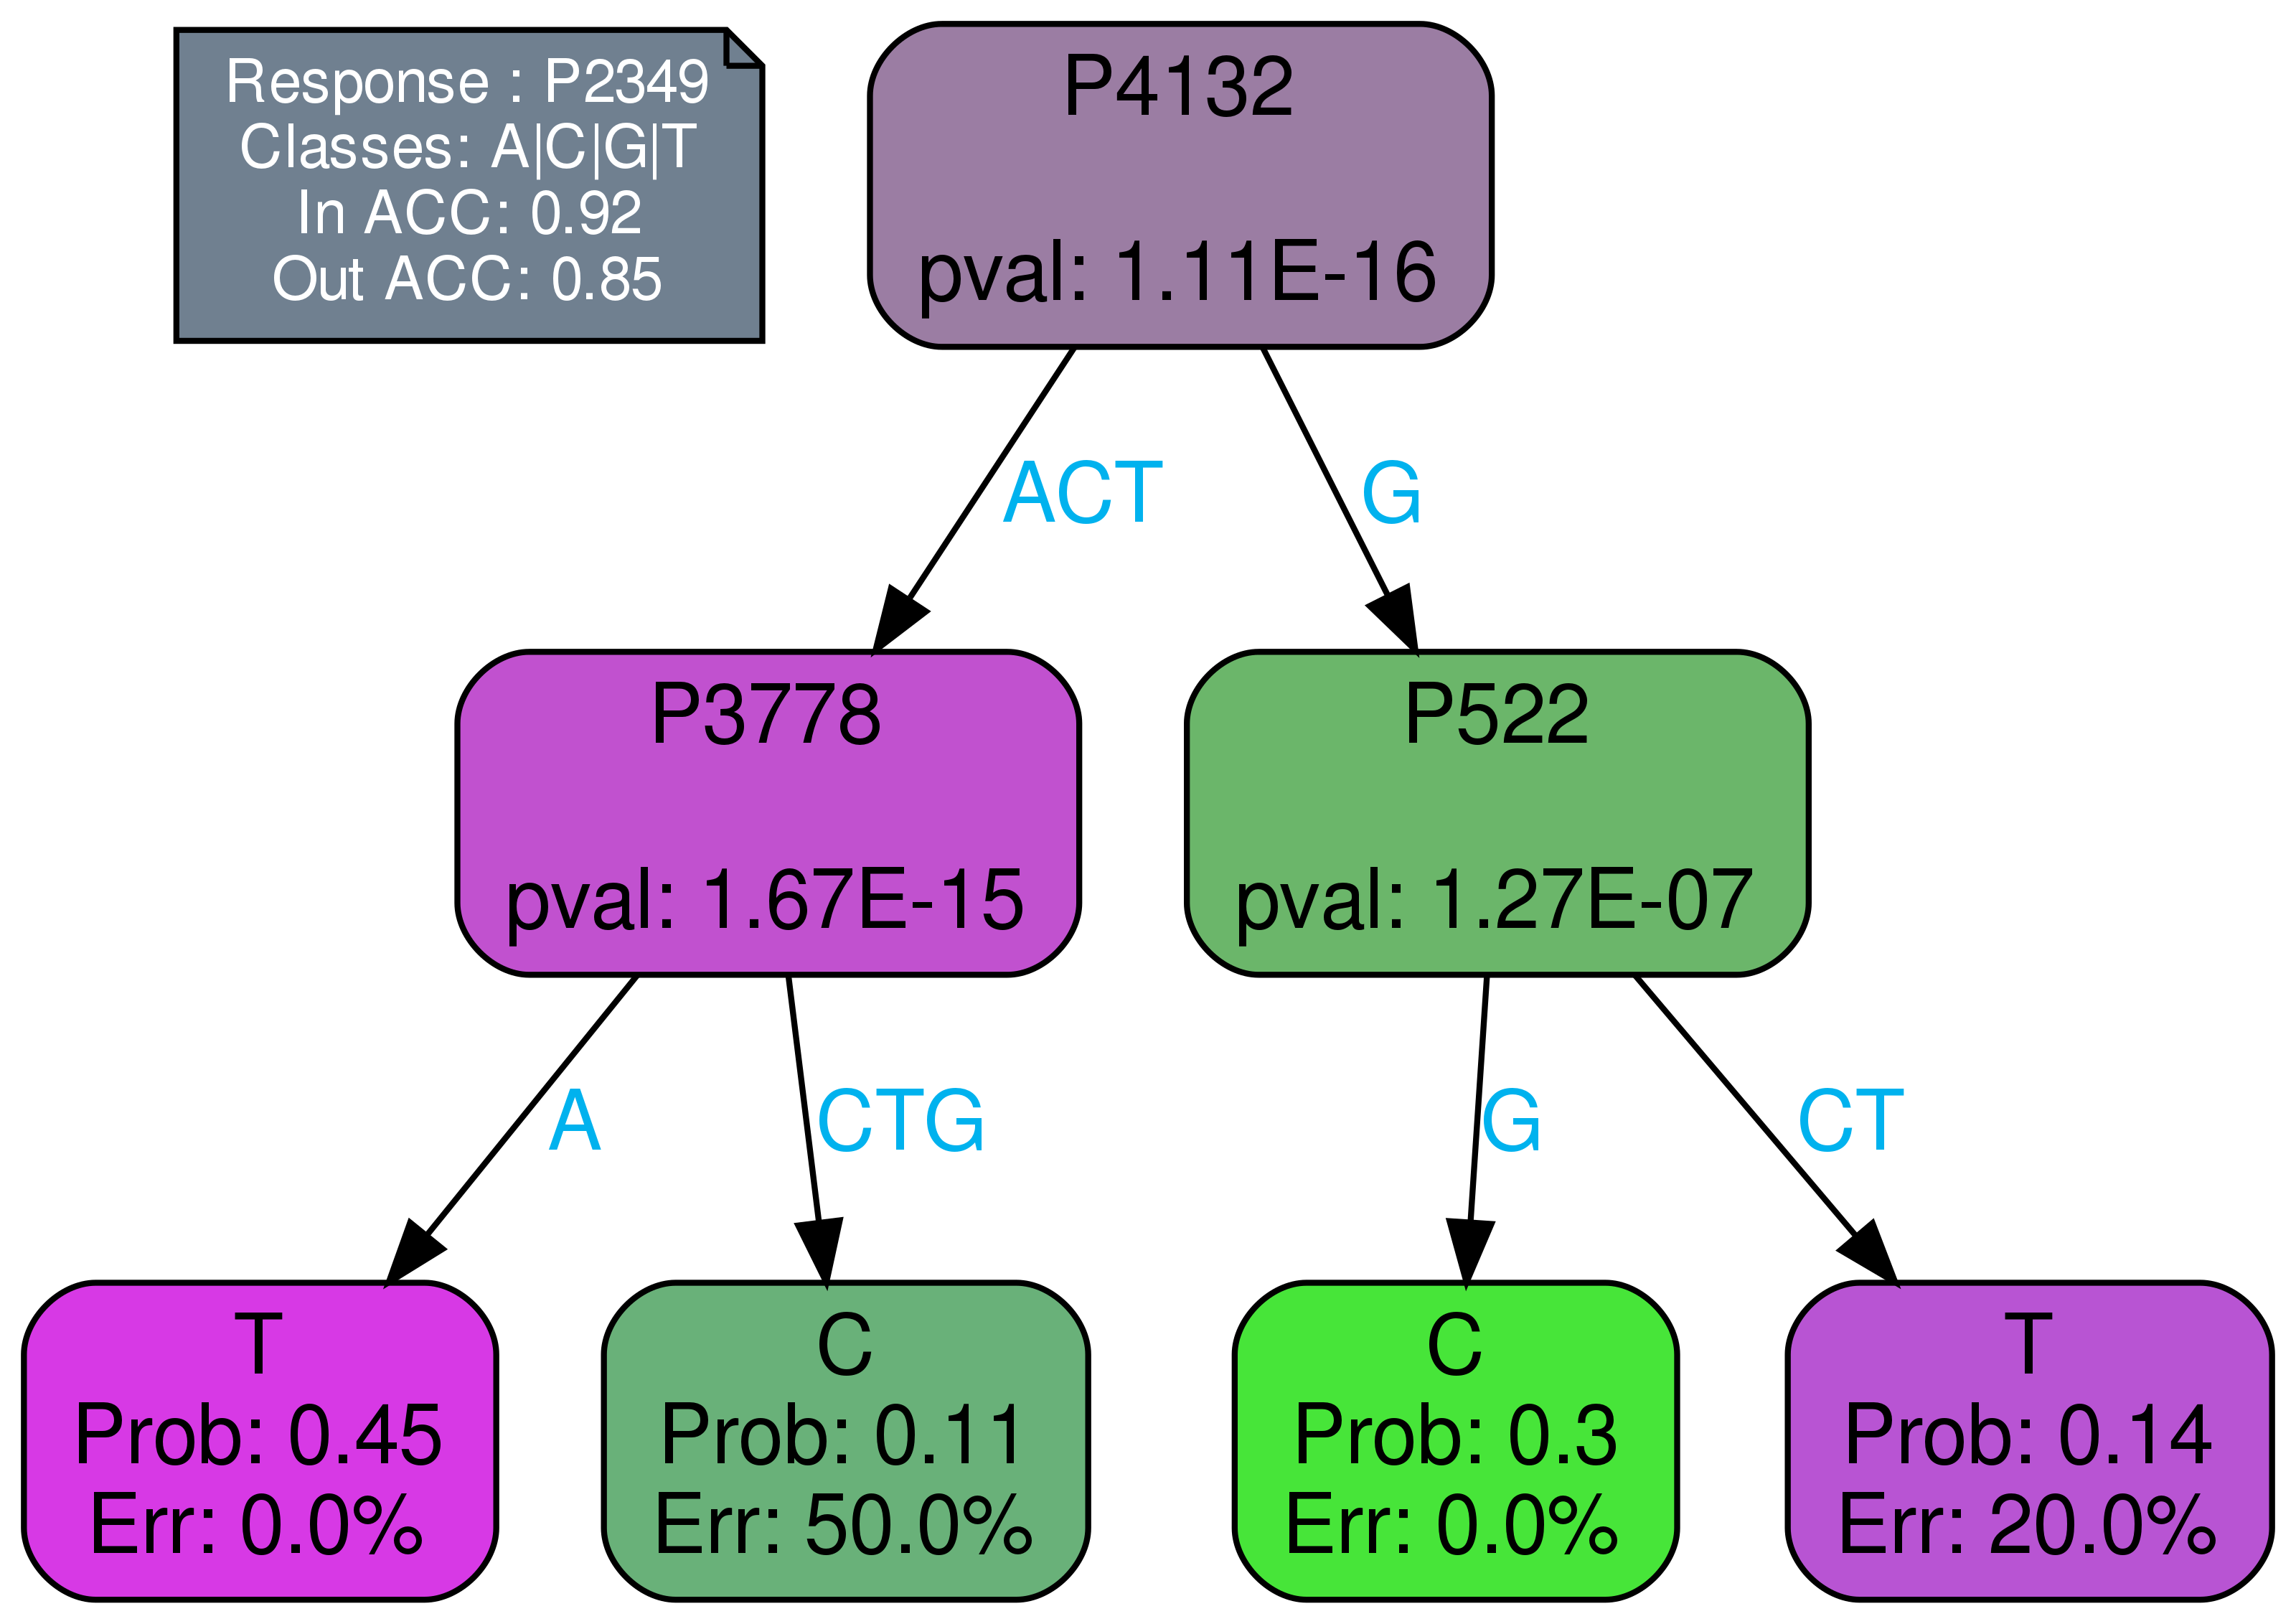 Response : P2349
Classes: A|C|G|T
In ACC: 0.92
Out ACC: 0.85
P4132
pval: 1.11E-16
ACT
G
P3778
pval: 1.67E-15
P522
pval: 1.27E-07
A
CTG
G
CT
T
Prob: 0.45
Err: 0.0%
C
Prob: 0.11
Err: 50.0%
C
Prob: 0.3
Err: 0.0%
T
Prob: 0.14
Err: 20.0%